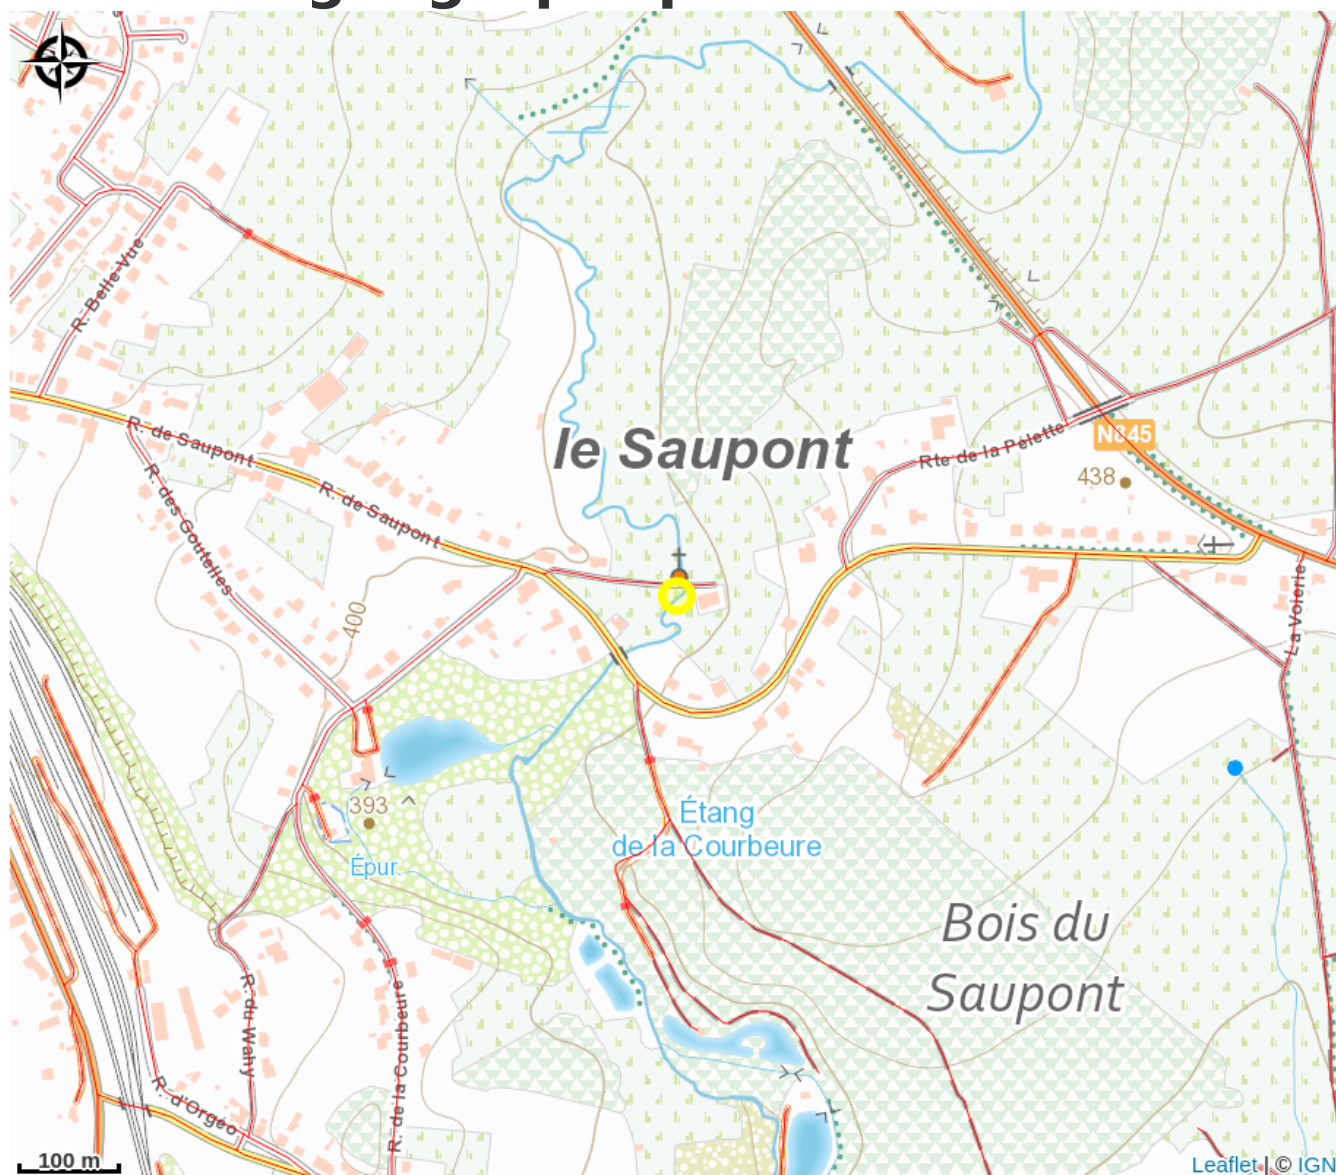 R. Belle-Vue
R. de Saupont
R. de Saupont
R. des Goutelles
le Saupont
Rte de la Pelette
N845
438
400
La Voierie
393
Épur.
Étang
de la Courbeure
Bois du
Saupont
R. du Wahy
R. de la Courbeure
R. d'Orgeo
100 m
Leaflet | © IGN